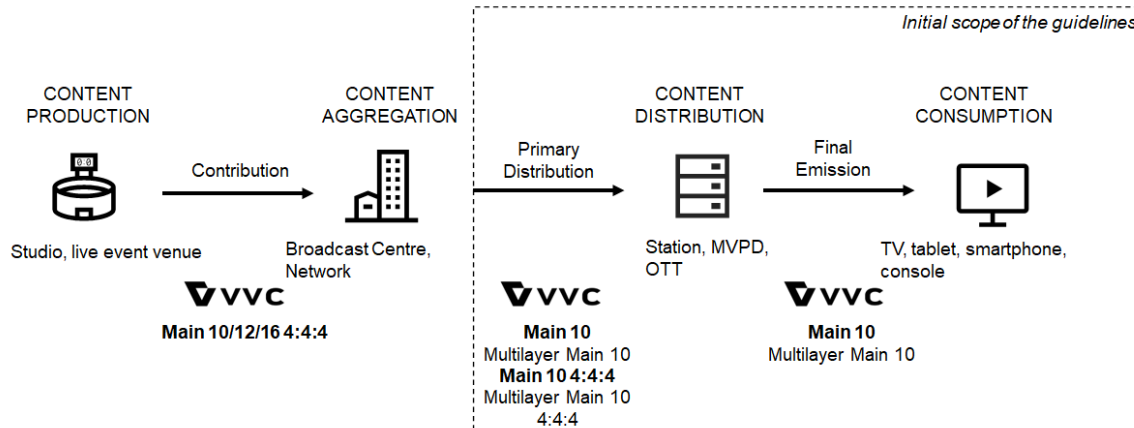 Initial scope of the guidelines
CONTENT
PRODUCTION
CONTENT
AGGREGATION
CONTENT
DISTRIBUTION
CONTENT
CONSUMPTION
Contribution
Primary
Distribution
Final
Emission
Studio, live event venue
Broadcast Centre,
Network
Station, MVPD,
OTT
TV, tablet, smartphone,
console
VVC
Main 10/12/16 4:4:4
VVC
Main 10
Multilayer Main 10
Main 10 4:4:4
Multilayer Main 10
4:4:4
VVC
Main 10
Multilayer Main 10